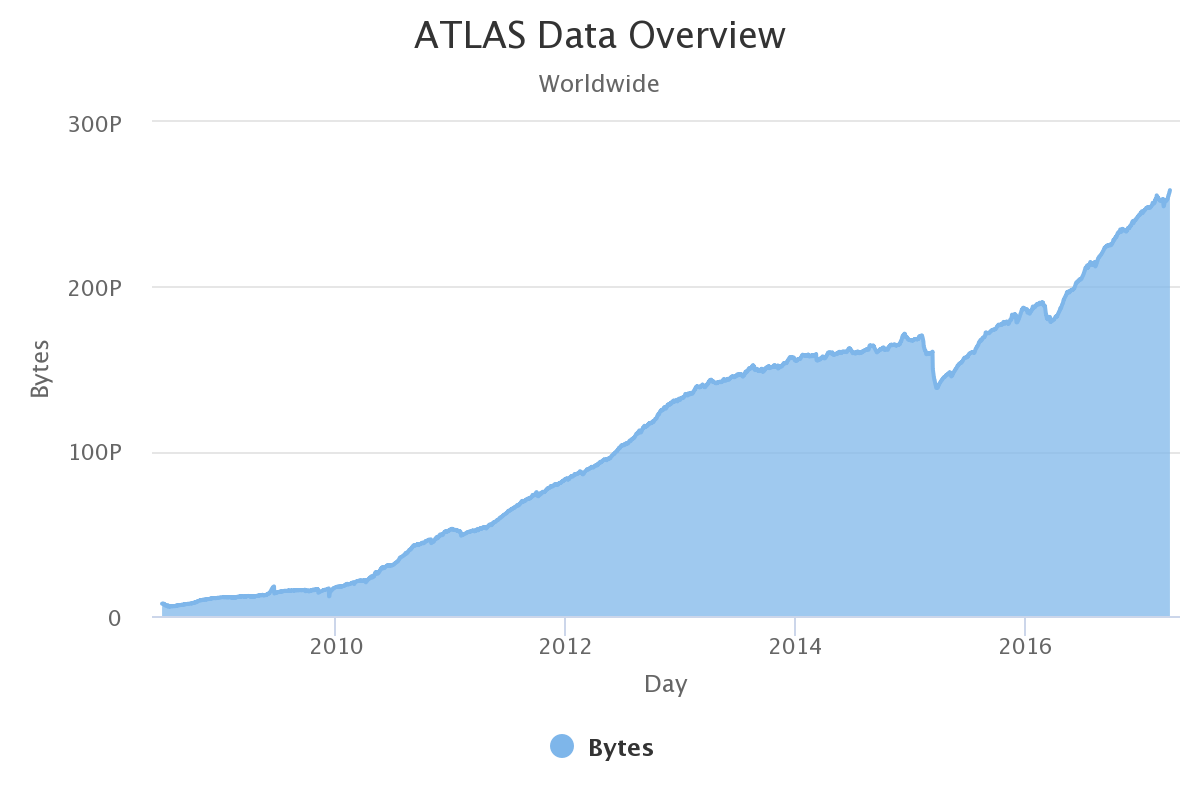 ATLAS Data Overview
Worldwide
300P
200P
100P
0
Bytes
2010 2012 2014 2016
Day
Bytes